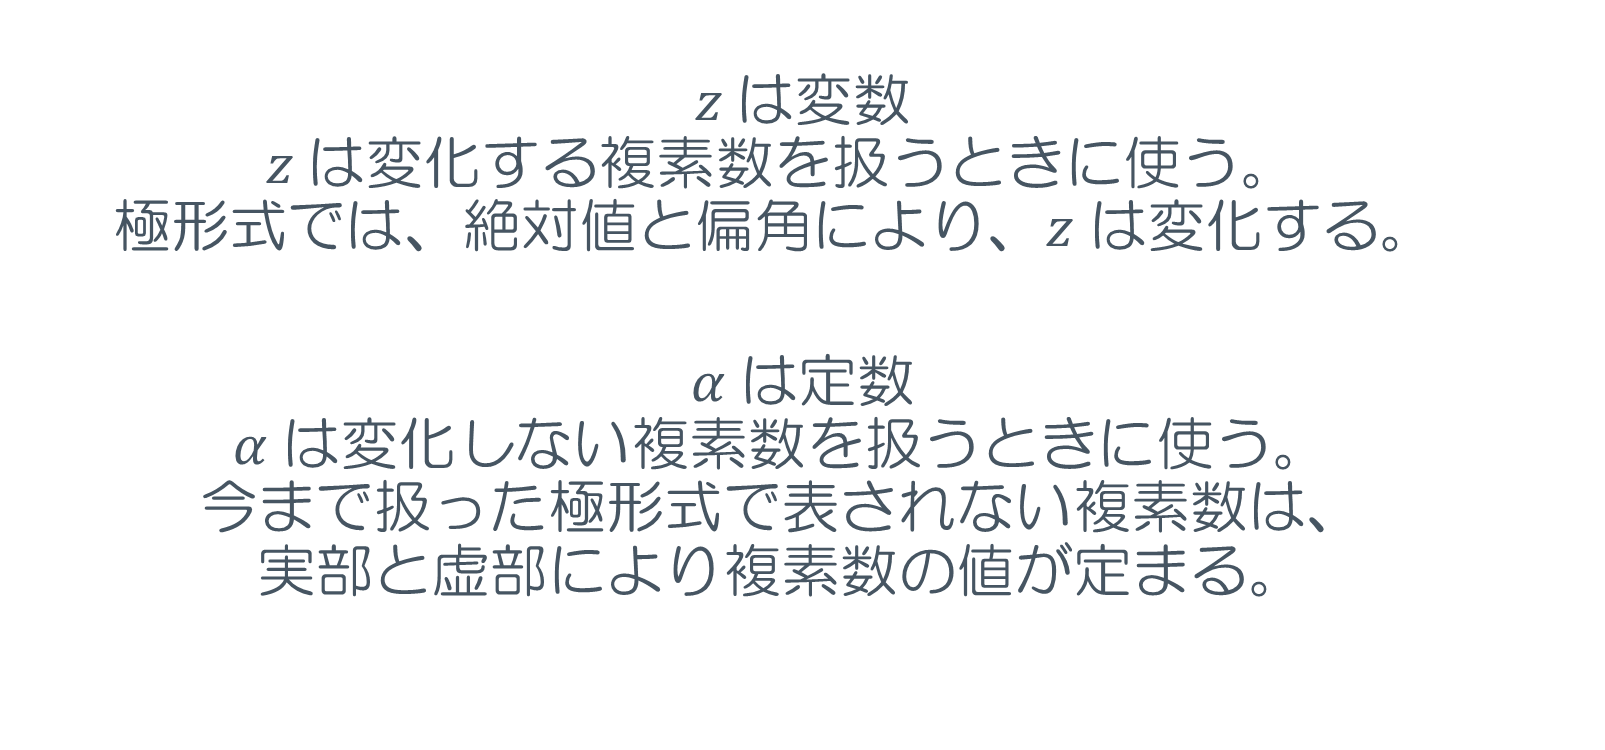 z は変数
z は変化する複素数を扱うときに使う。
極形式では、絶対値と偏角により、z は変化する。
α は定数
α は変化しない複素数を扱うときに使う。
今まで扱った極形式で表されない複素数は、
実部と虚部により複素数の値が定まる。